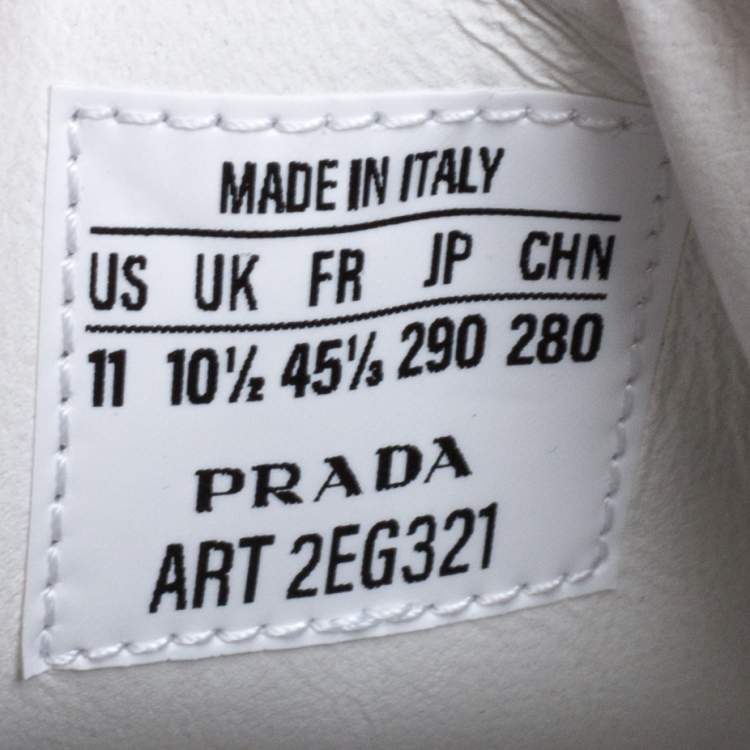 MADE IN ITALY
US UK FR JP CHN
11 10½ 45⅓ 290 280
PRADA
ART 2EG321